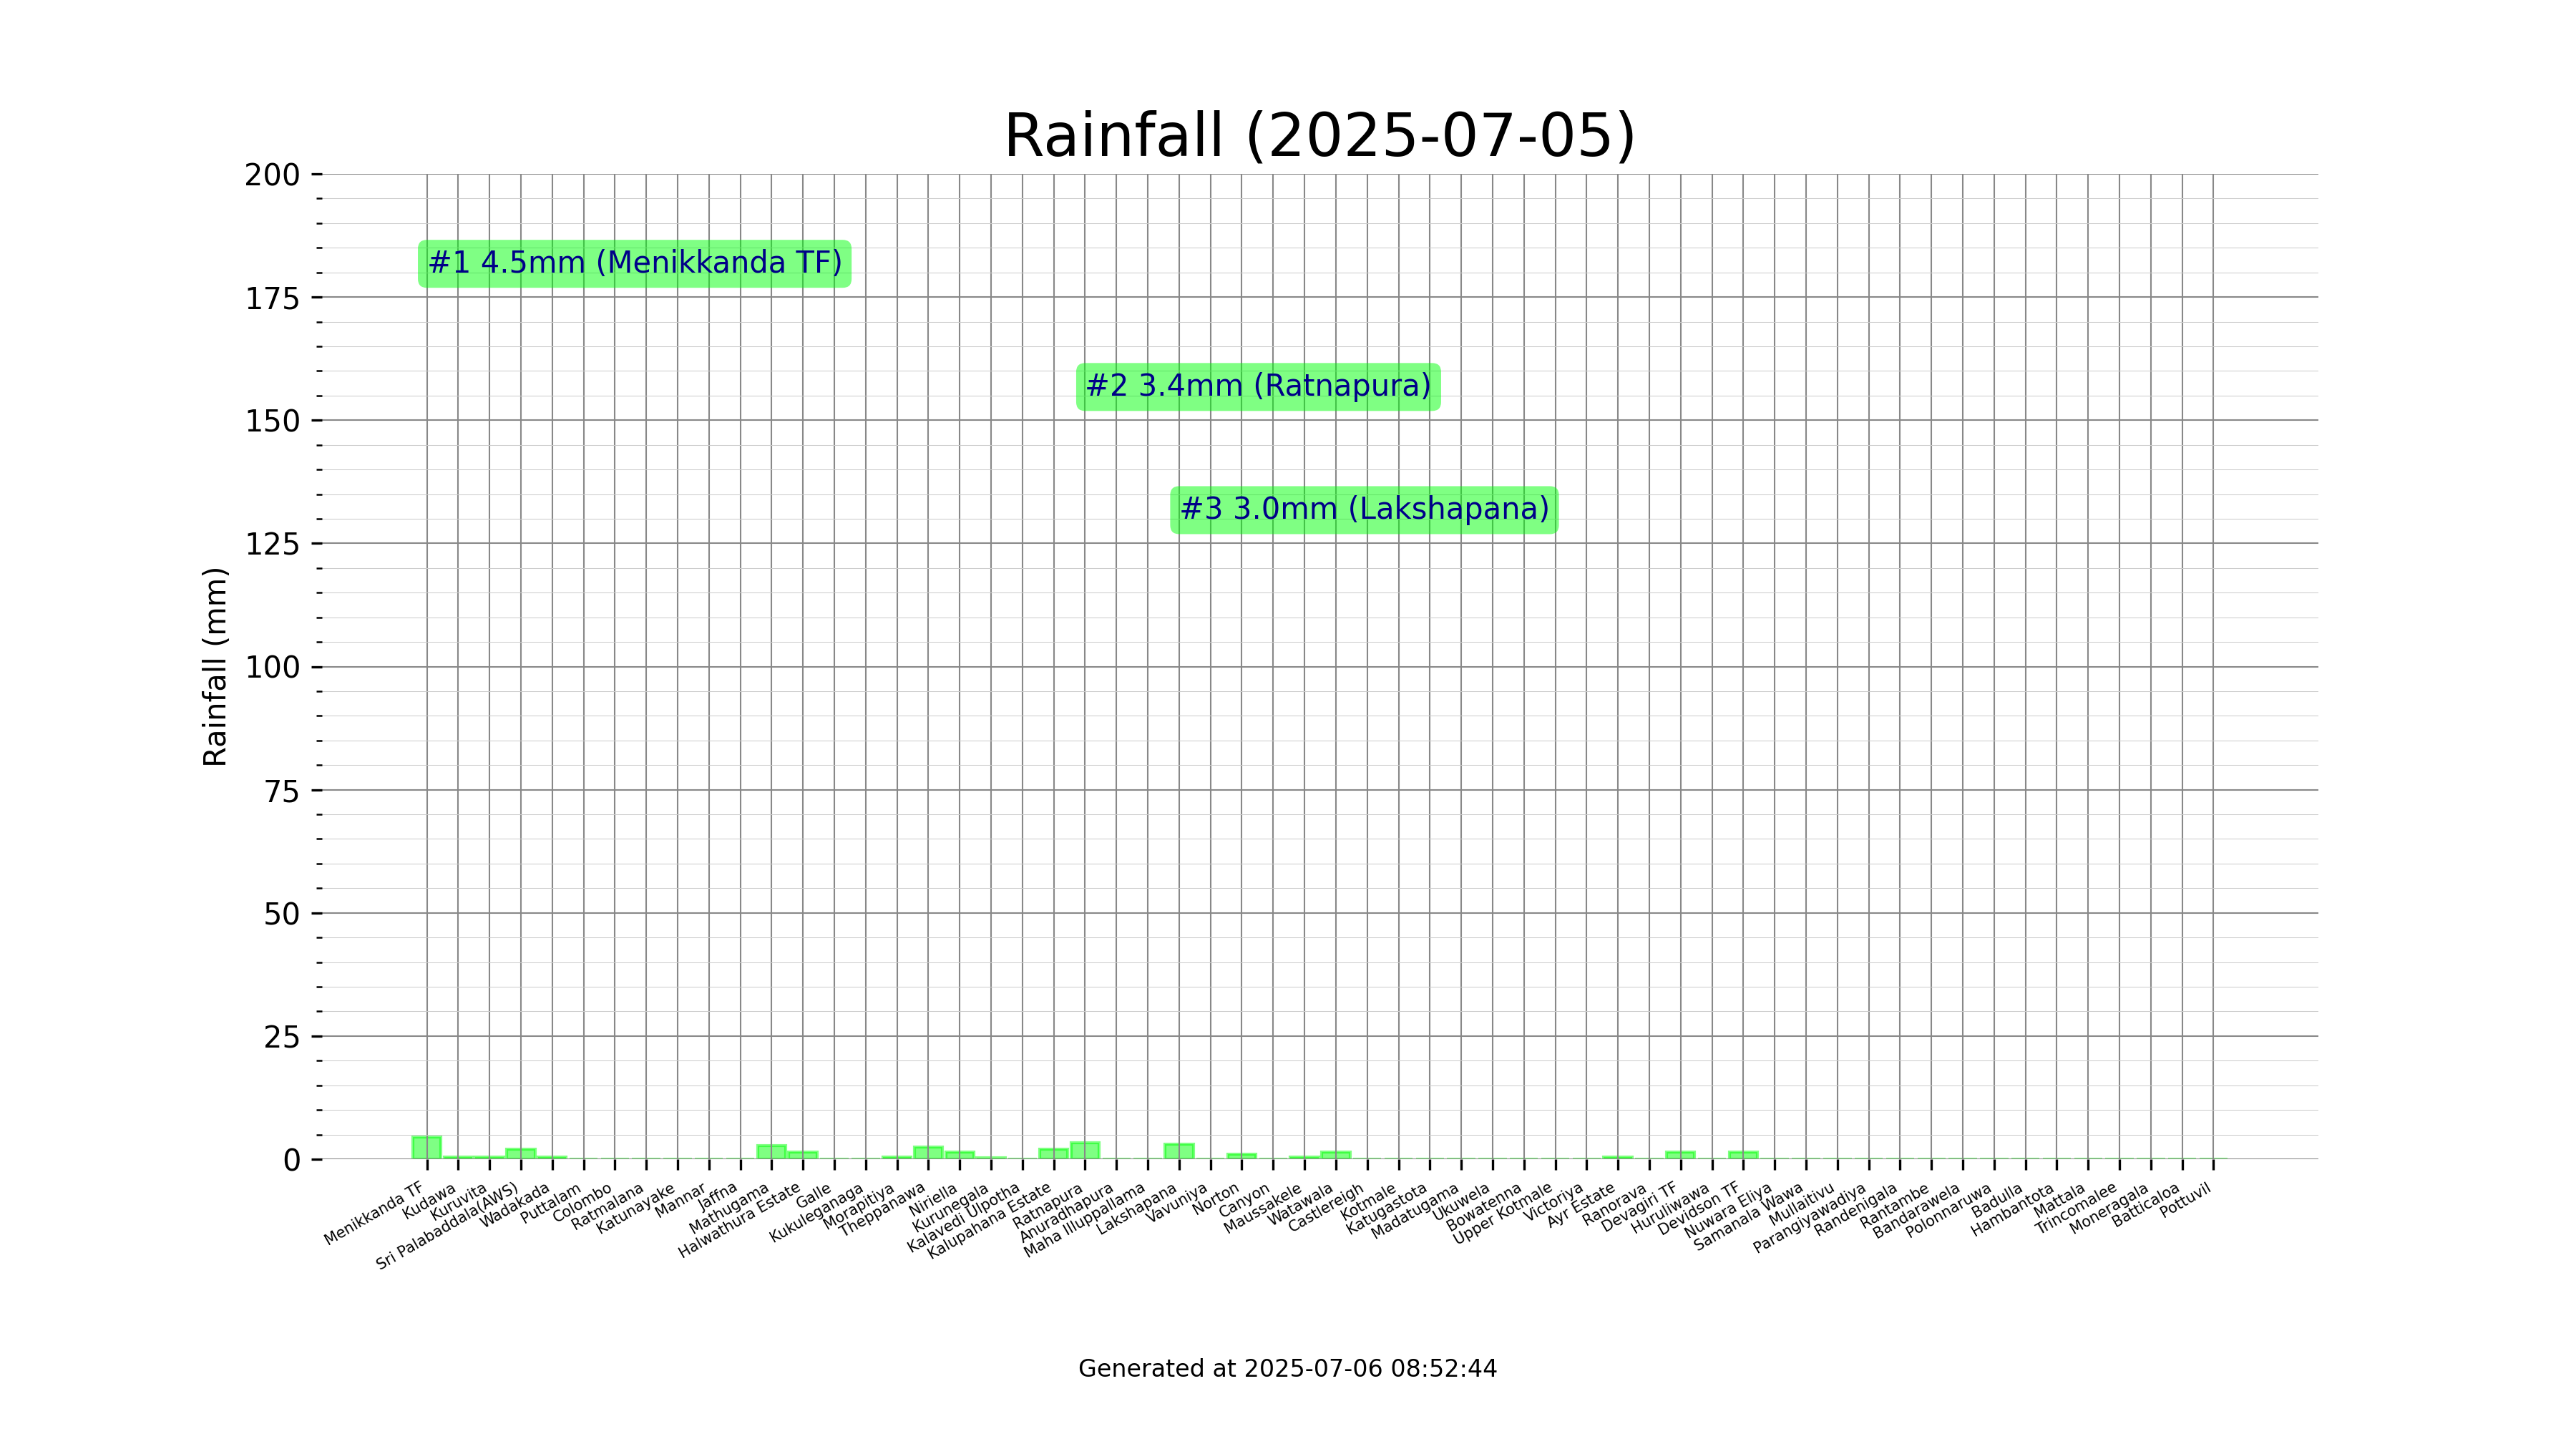 Rainfall (2025-07-05)
200
175
150
125
100
75
50
25
0
Rainfall (mm)
#1 4.5mm (Menikkanda TF)
#2 3.4mm (Ratnapura)
#3 3.0mm (Lakshapana)
Menikkanda TF
Kudawa
Kuruvita
Sri Palabaddala(AWS)
Wadakada
Puttalam
Colombo
Ratmalana
Katunayake
Mannar
Jaffna
Mathugama
Halwathura Estate
Galle
Kukuleganaga
Morapitiya
Theppanawa
Niriella
Kurunegala
Kalavedi Ulpotha
Kalupahana Estate
Ratnapura
Anuradhapura
Maha Illuppallama
Lakshapana
Vavuniya
Norton
Canyon
Maussakele
Watawala
Castlereigh
Kotmale
Katugastota
Madatugama
Ukuwela
Bowatenna
Upper Kotmale
Victoriya
Ayr Estate
Ranorava
Devagiri TF
Huruliwawa
Devidson TF
Nuwara Eliya
Samanala Wawa
Mullaitivu
Parangiyawadiya
Randenigala
Rantambe
Bandarawela
Polonnaruwa
Badulla
Hambantota
Mattala
Trincomalee
Moneragala
Batticaloa
Pottuvil
Generated at 2025-07-06 08:52:44